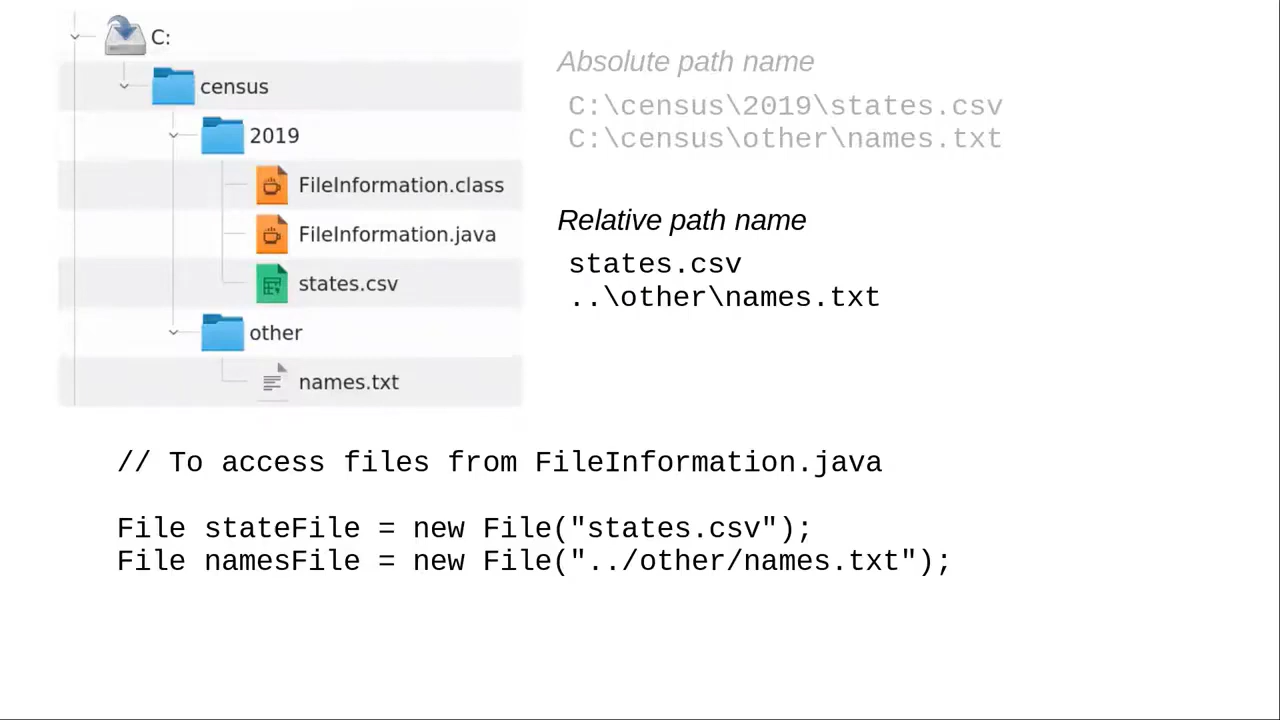 C:
census
2019
FileInformation.class
FileInformation.java
states.csv
other
names.txt
Absolute path name
C:\census\2019\states.csv
C:\census\other\names.txt
Relative path name
states.csv
..\other\names.txt
// To access files from FileInformation.java
File stateFile = new File("states.csv");
File namesFile = new File("../other/names.txt");